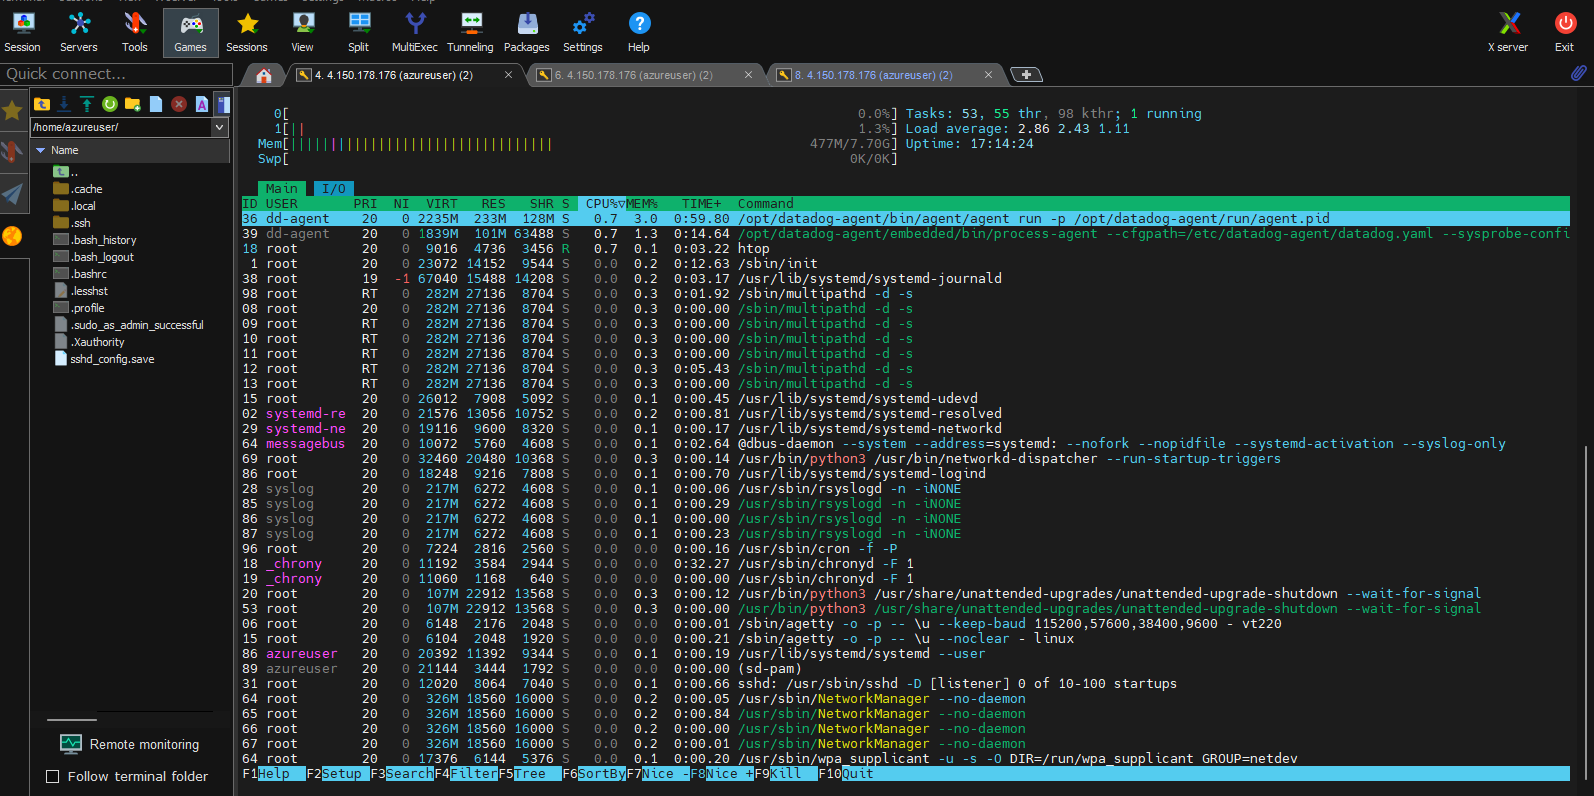 Session Servers Tools Games Sessions View Split MultiExec Tunneling Packages Settings Help X server Exit
Quick connect...
4. 4.150.178.176 (azureuser) (2)
6. 4.150.178.176 (azureuser) (2)
8. 4.150.178.176 (azureuser) (2)
/home/azureuser/
Name
..
.cache
.local
.ssh
.bash_history
.bash_logout
.bashrc
.lesshst
.profile
.sudo_as_admin_successful
.Xauthority
sshd_config.save
Remote monitoring
Follow terminal folder
0[ 0.0%] Tasks: 53, 55 thr, 98 kthr; 1 running
1[|| 1.3%] Load average: 2.86 2.43 1.11
Mem[||||||||||||||||||||||||||||||||| 477M/7.70G] Uptime: 17:14:24
Swp[ 0K/0K]
Main I/O
ID USER PRI NI VIRT RES SHR S CPU%▽MEM% TIME+ Command
36 dd-agent 20 0 2235M 233M 128M S 0.7 3.0 0:59.80 /opt/datadog-agent/bin/agent/agent run -p /opt/datadog-agent/run/agent.pid
39 dd-agent 20 0 1839M 101M 63488 S 0.7 1.3 0:14.64 /opt/datadog-agent/embedded/bin/process-agent --cfgpath=/etc/datadog-agent/datadog.yaml --sysprobe-confi
18 root 20 0 9016 4736 3456 R 0.7 0.1 0:03.22 htop
1 root 20 0 23072 14152 9544 S 0.0 0.2 0:12.63 /sbin/init
38 root 19 -1 67040 15488 14208 S 0.0 0.2 0:03.17 /usr/lib/systemd/systemd-journald
98 root RT 0 282M 27136 8704 S 0.0 0.3 0:01.92 /sbin/multipathd -d -s
08 root 20 0 282M 27136 8704 S 0.0 0.3 0:00.00 /sbin/multipathd -d -s
09 root RT 0 282M 27136 8704 S 0.0 0.3 0:00.00 /sbin/multipathd -d -s
10 root RT 0 282M 27136 8704 S 0.0 0.3 0:00.00 /sbin/multipathd -d -s
11 root RT 0 282M 27136 8704 S 0.0 0.3 0:00.00 /sbin/multipathd -d -s
12 root RT 0 282M 27136 8704 S 0.0 0.3 0:05.43 /sbin/multipathd -d -s
13 root RT 0 282M 27136 8704 S 0.0 0.3 0:00.00 /sbin/multipathd -d -s
15 root 20 0 26012 7908 5092 S 0.0 0.1 0:00.45 /usr/lib/systemd/systemd-udevd
02 systemd-re 20 0 21576 13056 10752 S 0.0 0.2 0:00.81 /usr/lib/systemd/systemd-resolved
29 systemd-ne 20 0 19116 9600 8320 S 0.0 0.1 0:00.17 /usr/lib/systemd/systemd-networkd
64 messagebus 20 0 10072 5760 4608 S 0.0 0.1 0:02.64 @dbus-daemon --system --address=systemd: --nofork --nopidfile --systemd-activation --syslog-only
69 root 20 0 32460 20480 10368 S 0.0 0.3 0:00.14 /usr/bin/python3 /usr/bin/networkd-dispatcher --run-startup-triggers
86 root 20 0 18248 9216 7808 S 0.0 0.1 0:00.70 /usr/lib/systemd/systemd-logind
28 syslog 20 0 217M 6272 4608 S 0.0 0.1 0:00.06 /usr/sbin/rsyslogd -n -iNONE
85 syslog 20 0 217M 6272 4608 S 0.0 0.1 0:00.29 /usr/sbin/rsyslogd -n -iNONE
86 syslog 20 0 217M 6272 4608 S 0.0 0.1 0:00.00 /usr/sbin/rsyslogd -n -iNONE
87 syslog 20 0 217M 6272 4608 S 0.0 0.1 0:00.23 /usr/sbin/rsyslogd -n -iNONE
96 root 20 0 7224 2816 2560 S 0.0 0.0 0:00.16 /usr/sbin/cron -f -P
18 _chrony 20 0 11192 3584 2944 S 0.0 0.0 0:32.27 /usr/sbin/chronyd -F 1
19 _chrony 20 0 11060 1168 640 S 0.0 0.0 0:00.00 /usr/sbin/chronyd -F 1
20 root 20 0 107M 22912 13568 S 0.0 0.3 0:00.12 /usr/bin/python3 /usr/share/unattended-upgrades/unattended-upgrade-shutdown --wait-for-signal
53 root 20 0 107M 22912 13568 S 0.0 0.3 0:00.00 /usr/bin/python3 /usr/share/unattended-upgrades/unattended-upgrade-shutdown --wait-for-signal
06 root 20 0 6148 2176 2048 S 0.0 0.0 0:00.01 /sbin/agetty -o -p -- \u --keep-baud 115200,57600,38400,9600 - vt220
15 root 20 0 6104 2048 1920 S 0.0 0.0 0:00.21 /sbin/agetty -o -p -- \u --noclear - linux
86 azureuser 20 0 20392 11392 9344 S 0.0 0.1 0:00.19 /usr/lib/systemd/systemd --user
89 azureuser 20 0 21144 3444 1792 S 0.0 0.0 0:00.00 (sd-pam)
31 root 20 0 12020 8064 7040 S 0.0 0.1 0:00.66 sshd: /usr/sbin/sshd -D [listener] 0 of 10-100 startups
64 root 20 0 326M 18560 16000 S 0.0 0.2 0:00.05 /usr/sbin/NetworkManager --no-daemon
65 root 20 0 326M 18560 16000 S 0.0 0.2 0:00.84 /usr/sbin/NetworkManager --no-daemon
66 root 20 0 326M 18560 16000 S 0.0 0.2 0:00.00 /usr/sbin/NetworkManager --no-daemon
67 root 20 0 326M 18560 16000 S 0.0 0.2 0:00.01 /usr/sbin/NetworkManager --no-daemon
64 root 20 0 17376 6144 5376 S 0.0 0.1 0:00.20 /usr/sbin/wpa_supplicant -u -s -O DIR=/run/wpa_supplicant GROUP=netdev
F1Help F2Setup F3SearchF4FilterF5Tree F6SortByF7Nice -F8Nice +F9Kill F10Quit